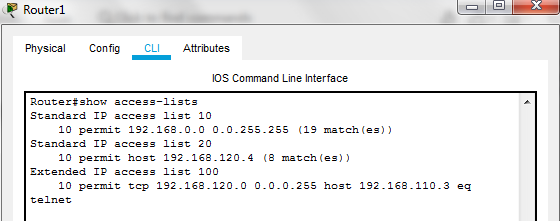 Router1
Physical Config CLI Attributes
IOS Command Line Interface
Router#show access-lists
Standard IP access list 10
10 permit 192.168.0.0 0.0.255.255 (19 match(es))
Standard IP access list 20
10 permit host 192.168.120.4 (8 match(es))
Extended IP access list 100
10 permit tcp 192.168.120.0 0.0.0.255 host 192.168.110.3 eq
telnet